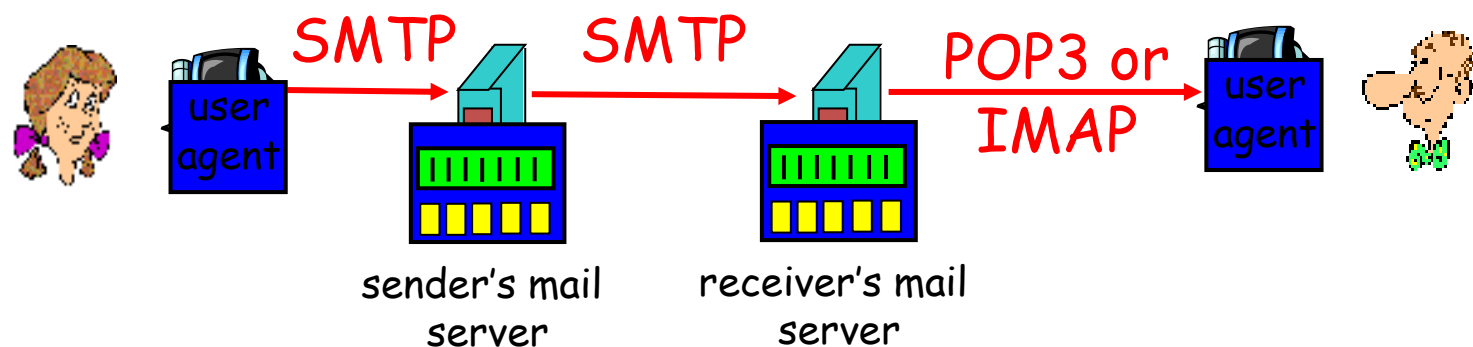 SMTP
SMTP
POP3 or
IMAP
user
agent
user
agent
sender's mail
server
receiver's mail
server